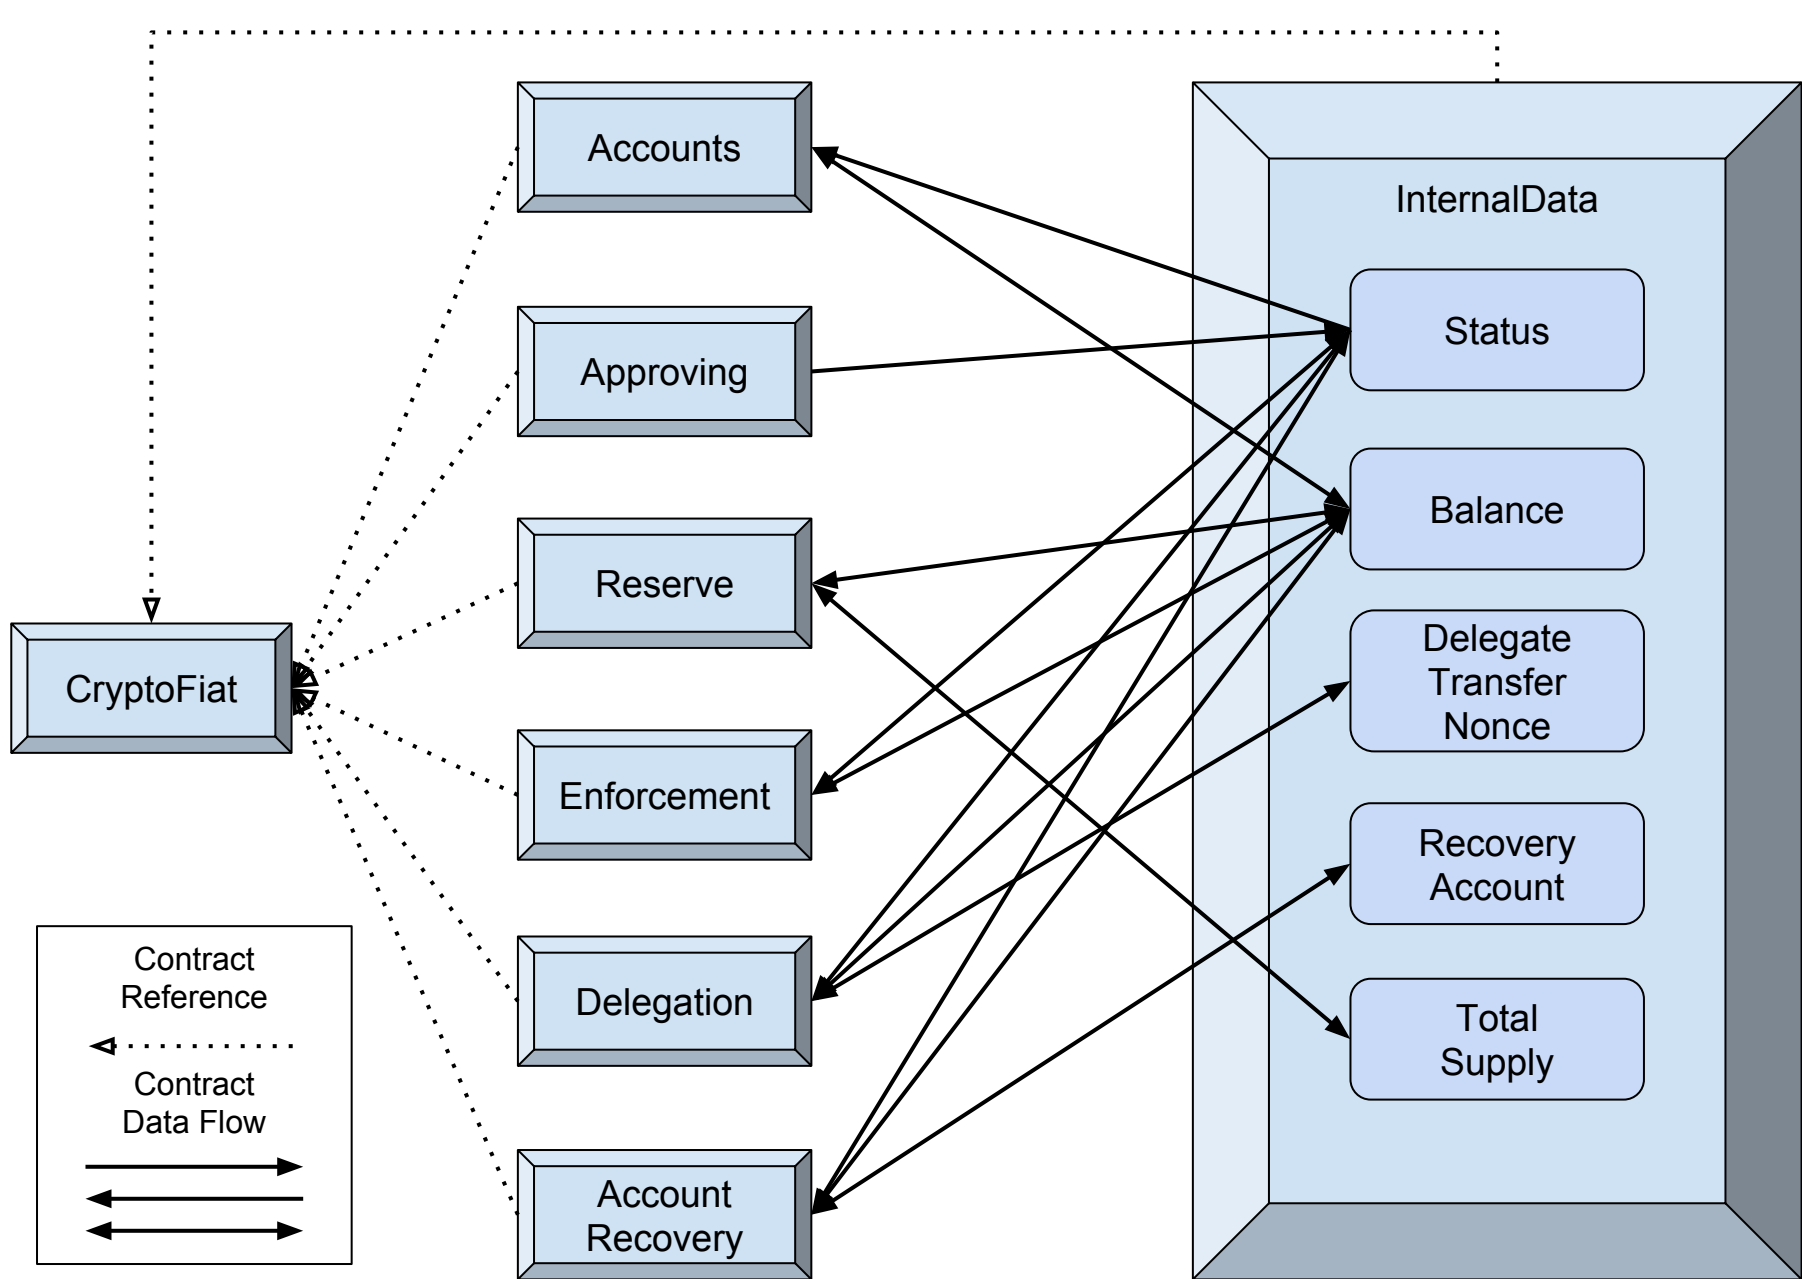 Accounts
Approving
Reserve
Enforcement
Delegation
Account
Recovery
CryptoFiat
Contract
Reference
Contract
Data Flow
InternalData
Status
Balance
Delegate
Transfer
Nonce
Recovery
Account
Total
Supply